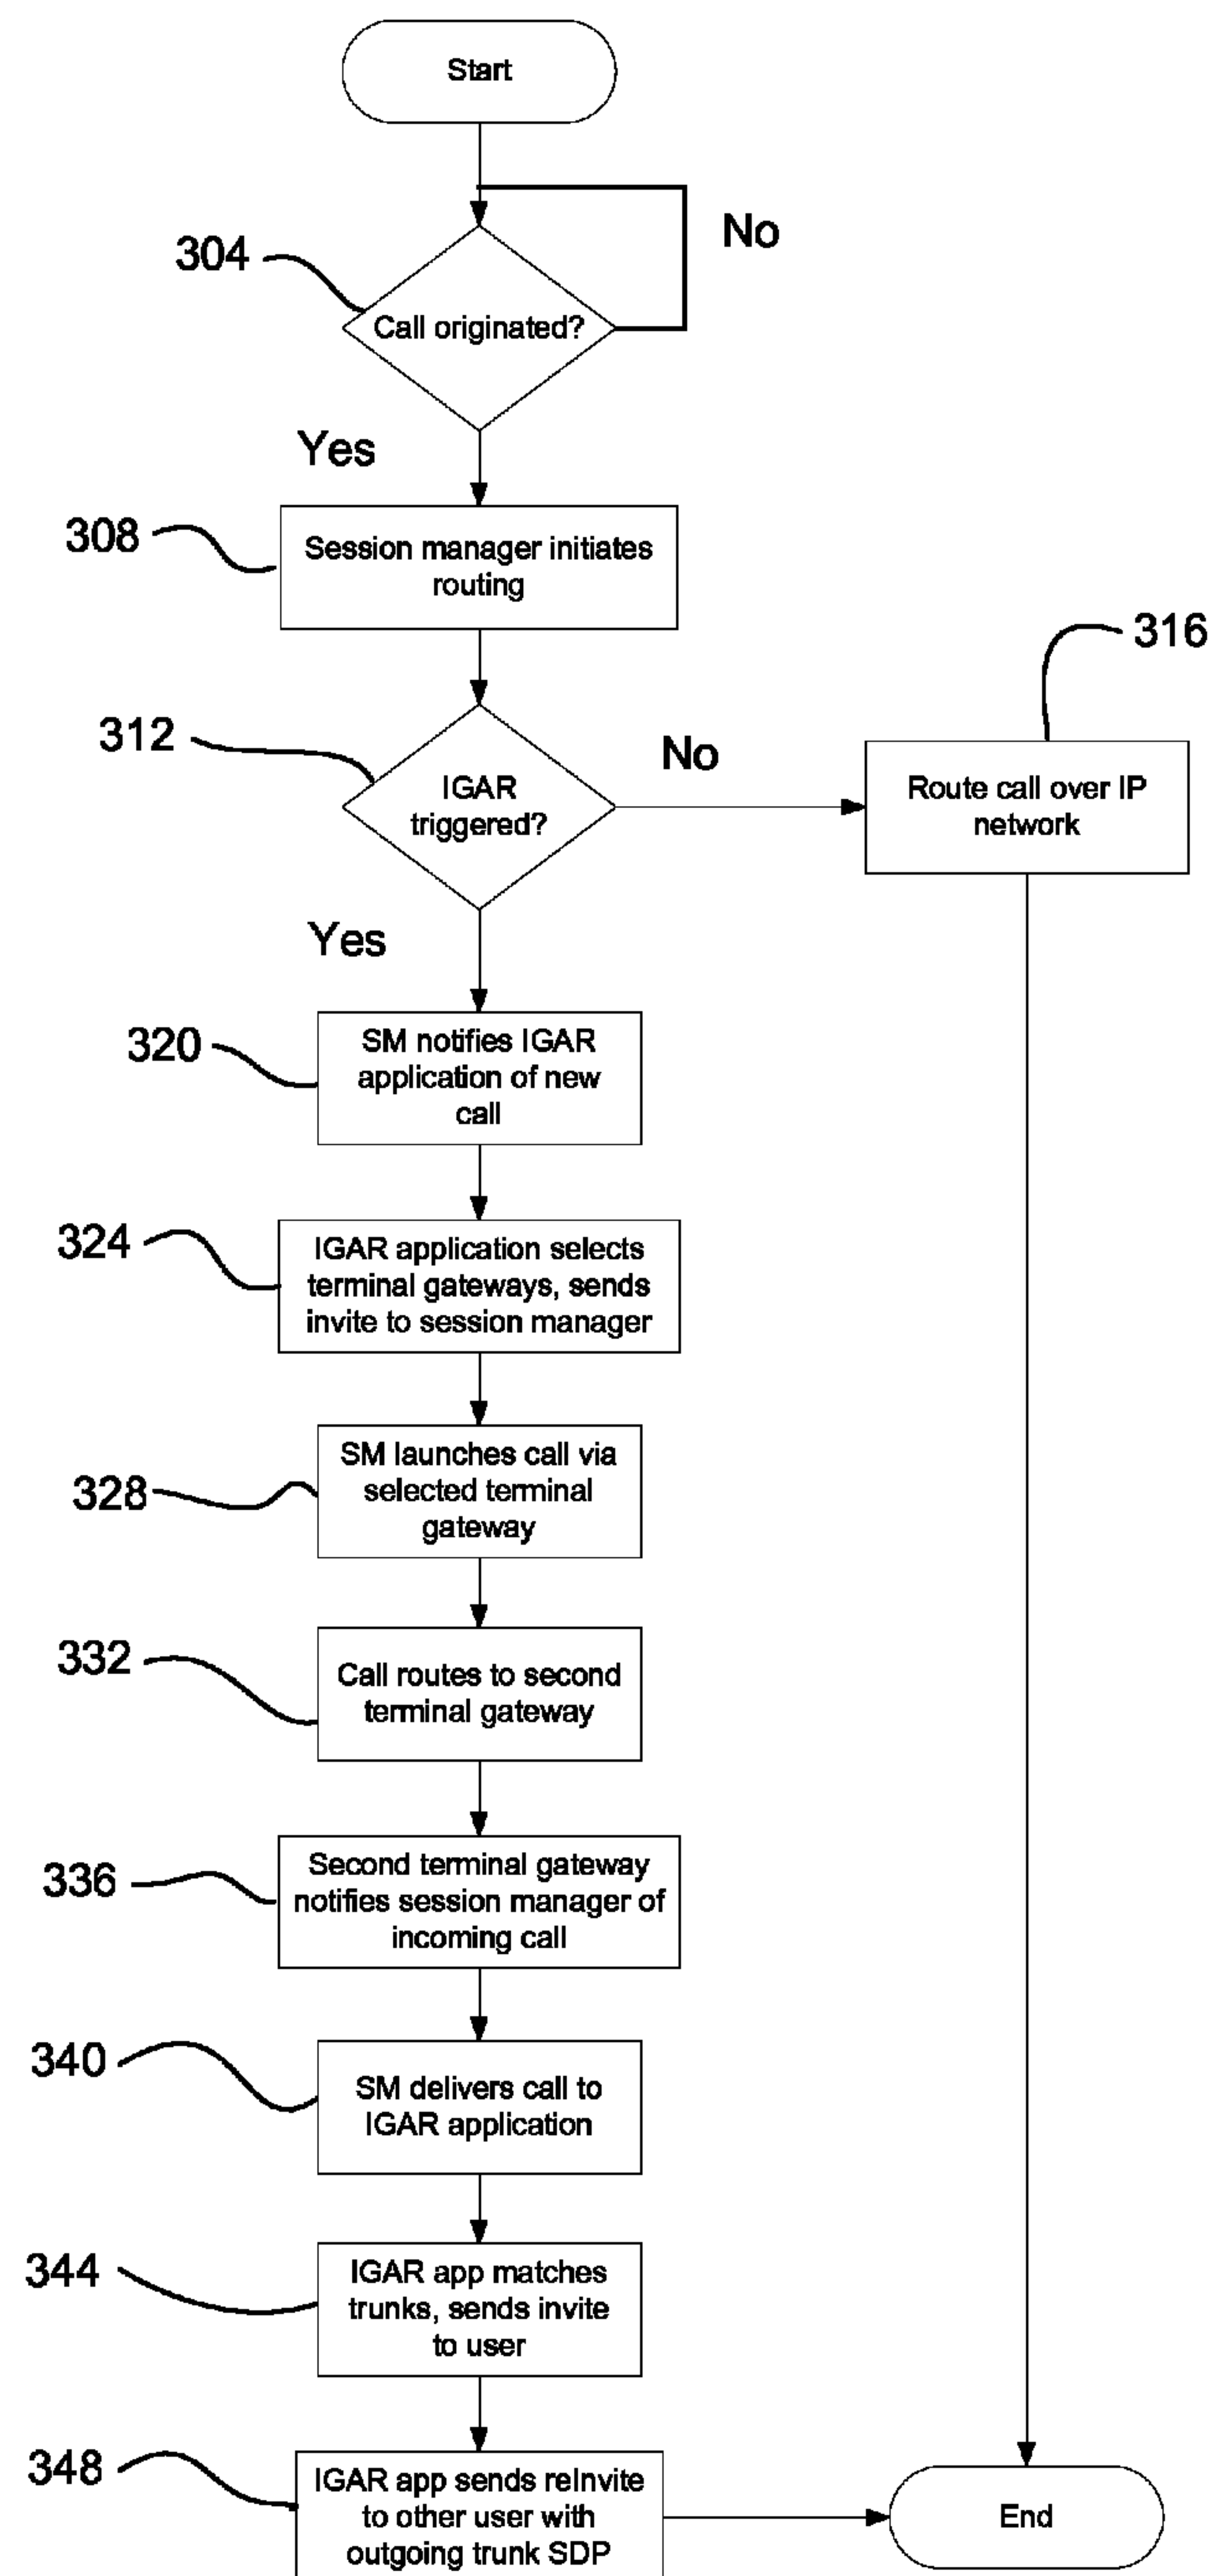 Start
No
304
Call originated?
Yes
308
Session manager initiates
routing
316
312
No
IGAR
triggered?
Route call over IP
network
Yes
320
SM notifies IGAR
application of new
call
324
IGAR application selects
terminal gateways, sends
invite to session manager
328
SM launches call via
selected terminal
gateway
332
Call routes to second
terminal gateway
336
Second terminal gateway
notifies session manager of
incoming call
340
SM delivers call to
IGAR application
344
IGAR app matches
trunks, sends invite
to user
348
IGAR app sends reInvite
to other user with
outgoing trunk SDP
End